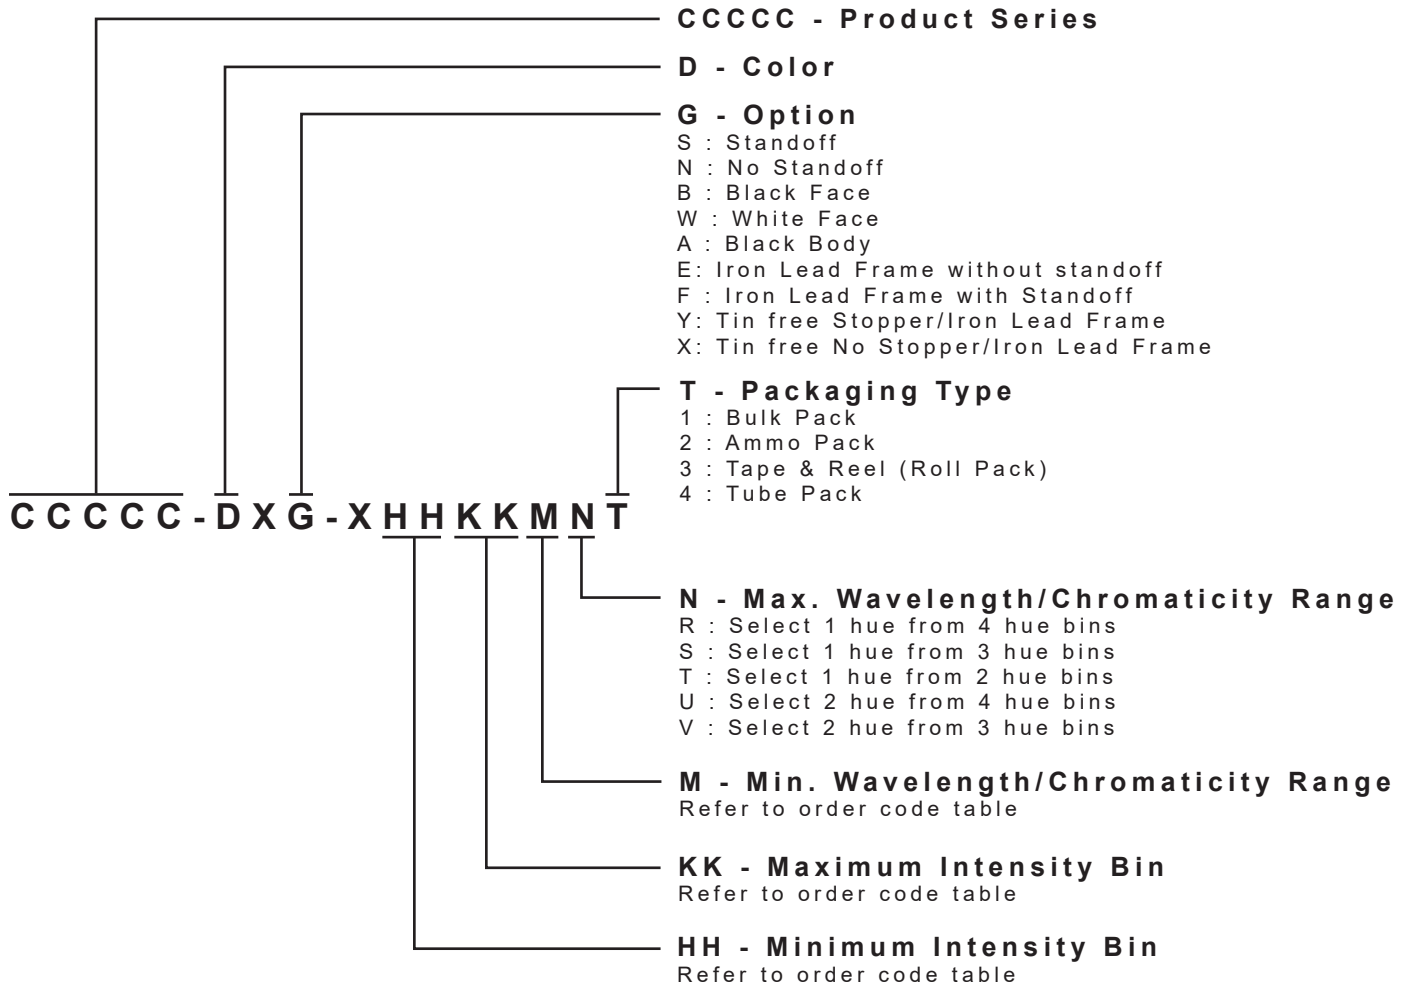 CCCCC - Product Series
D - Color
G - Option
S : Standoff
N : No Standoff
B : Black Face
W : White Face
A : Black Body
E: Iron Lead Frame without standoff
F : Iron Lead Frame with Standoff
Y: Tin free Stopper/Iron Lead Frame
X: Tin free No Stopper/Iron Lead Frame
T - Packaging Type
1 : Bulk Pack
2 : Ammo Pack
3 : Tape & Reel (Roll Pack)
4 : Tube Pack
CCCCC-DXG-XHHKKMNT
N - Max. Wavelength/Chromaticity Range
R : Select 1 hue from 4 hue bins
S : Select 1 hue from 3 hue bins
T : Select 1 hue from 2 hue bins
U : Select 2 hue from 4 hue bins
V : Select 2 hue from 3 hue bins
M - Min. Wavelength/Chromaticity Range
Refer to order code table
KK - Maximum Intensity Bin
Refer to order code table
HH - Minimum Intensity Bin
Refer to order code table